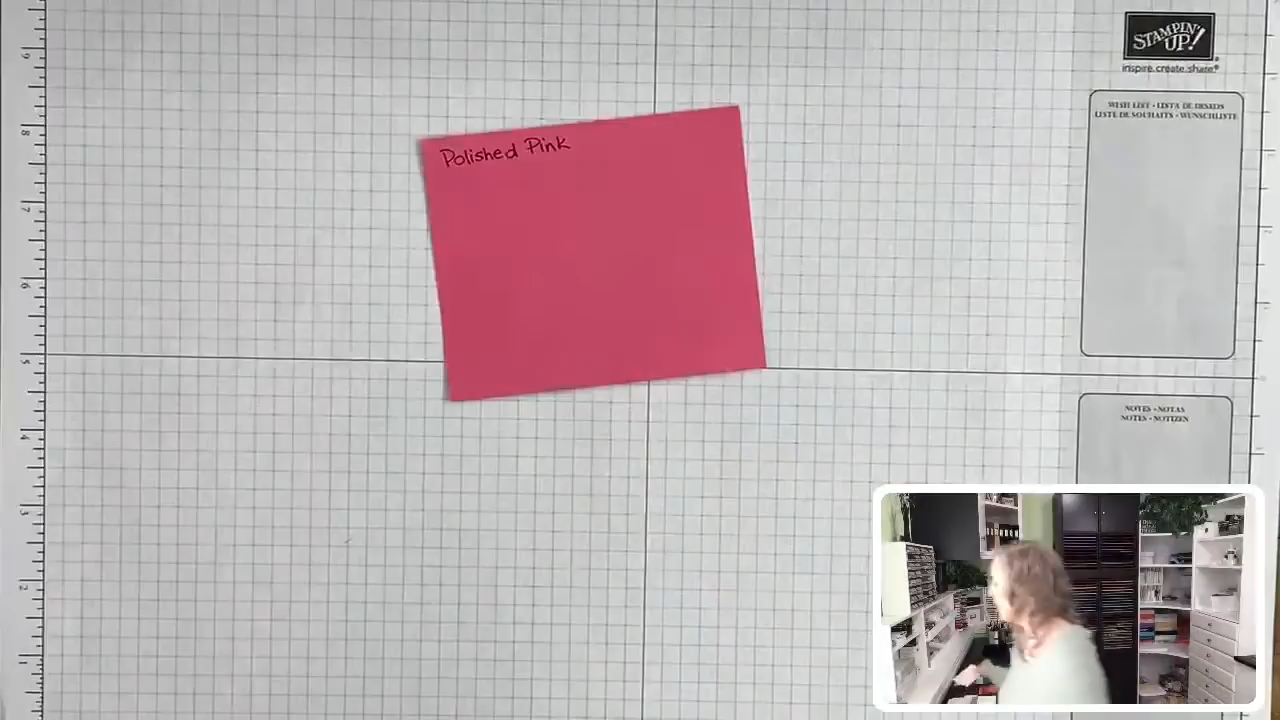 STAMPIN' UP!®
inspire.create.share®
WISH LIST • LISTA DE DESEOS
LISTE DE SOUHAITS • WUNSCHLISTE
Polished Pink
NOTES • NOTAS
NOTES • NOTIZEN
9
8
7
6
5
4
3
2
1